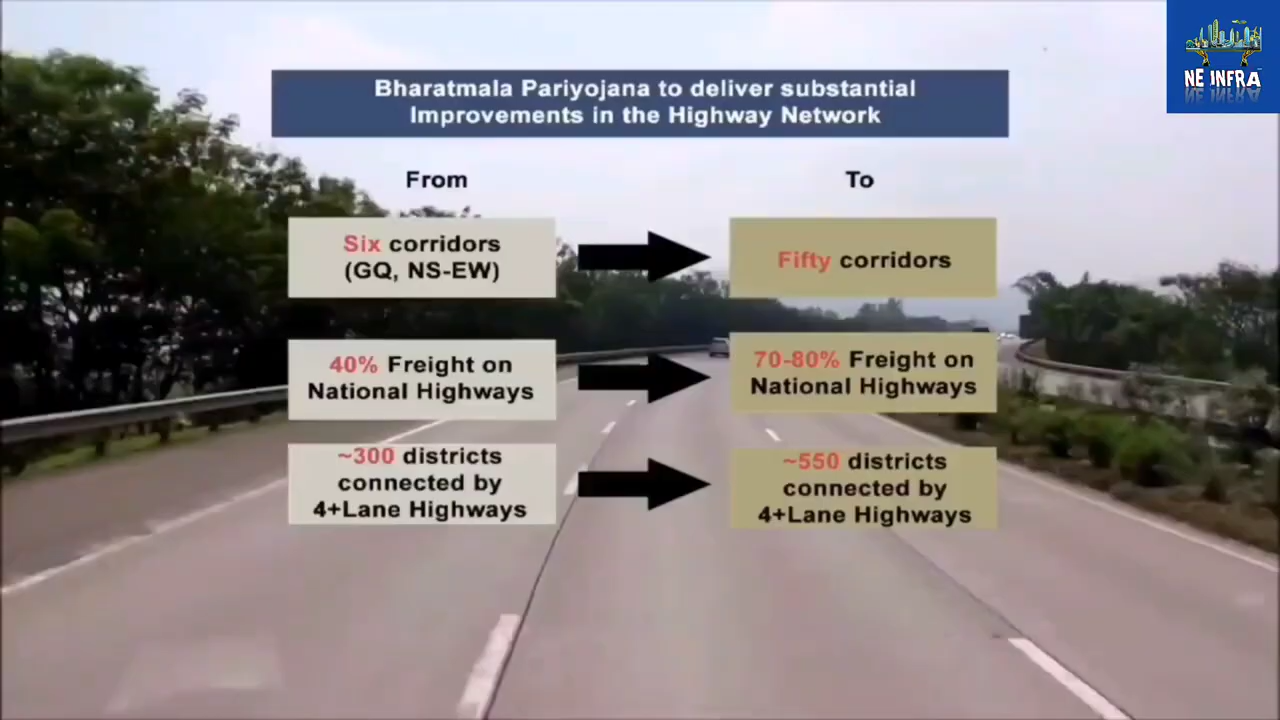 Bharatmala Pariyojana to deliver substantial
Improvements in the Highway Network
NE INFRA
From
To
Six corridors
(GQ, NS-EW)
Fifty corridors
40% Freight on
National Highways
70-80% Freight on
National Highways
~300 districts
connected by
4+Lane Highways
~550 districts
connected by
4+Lane Highways